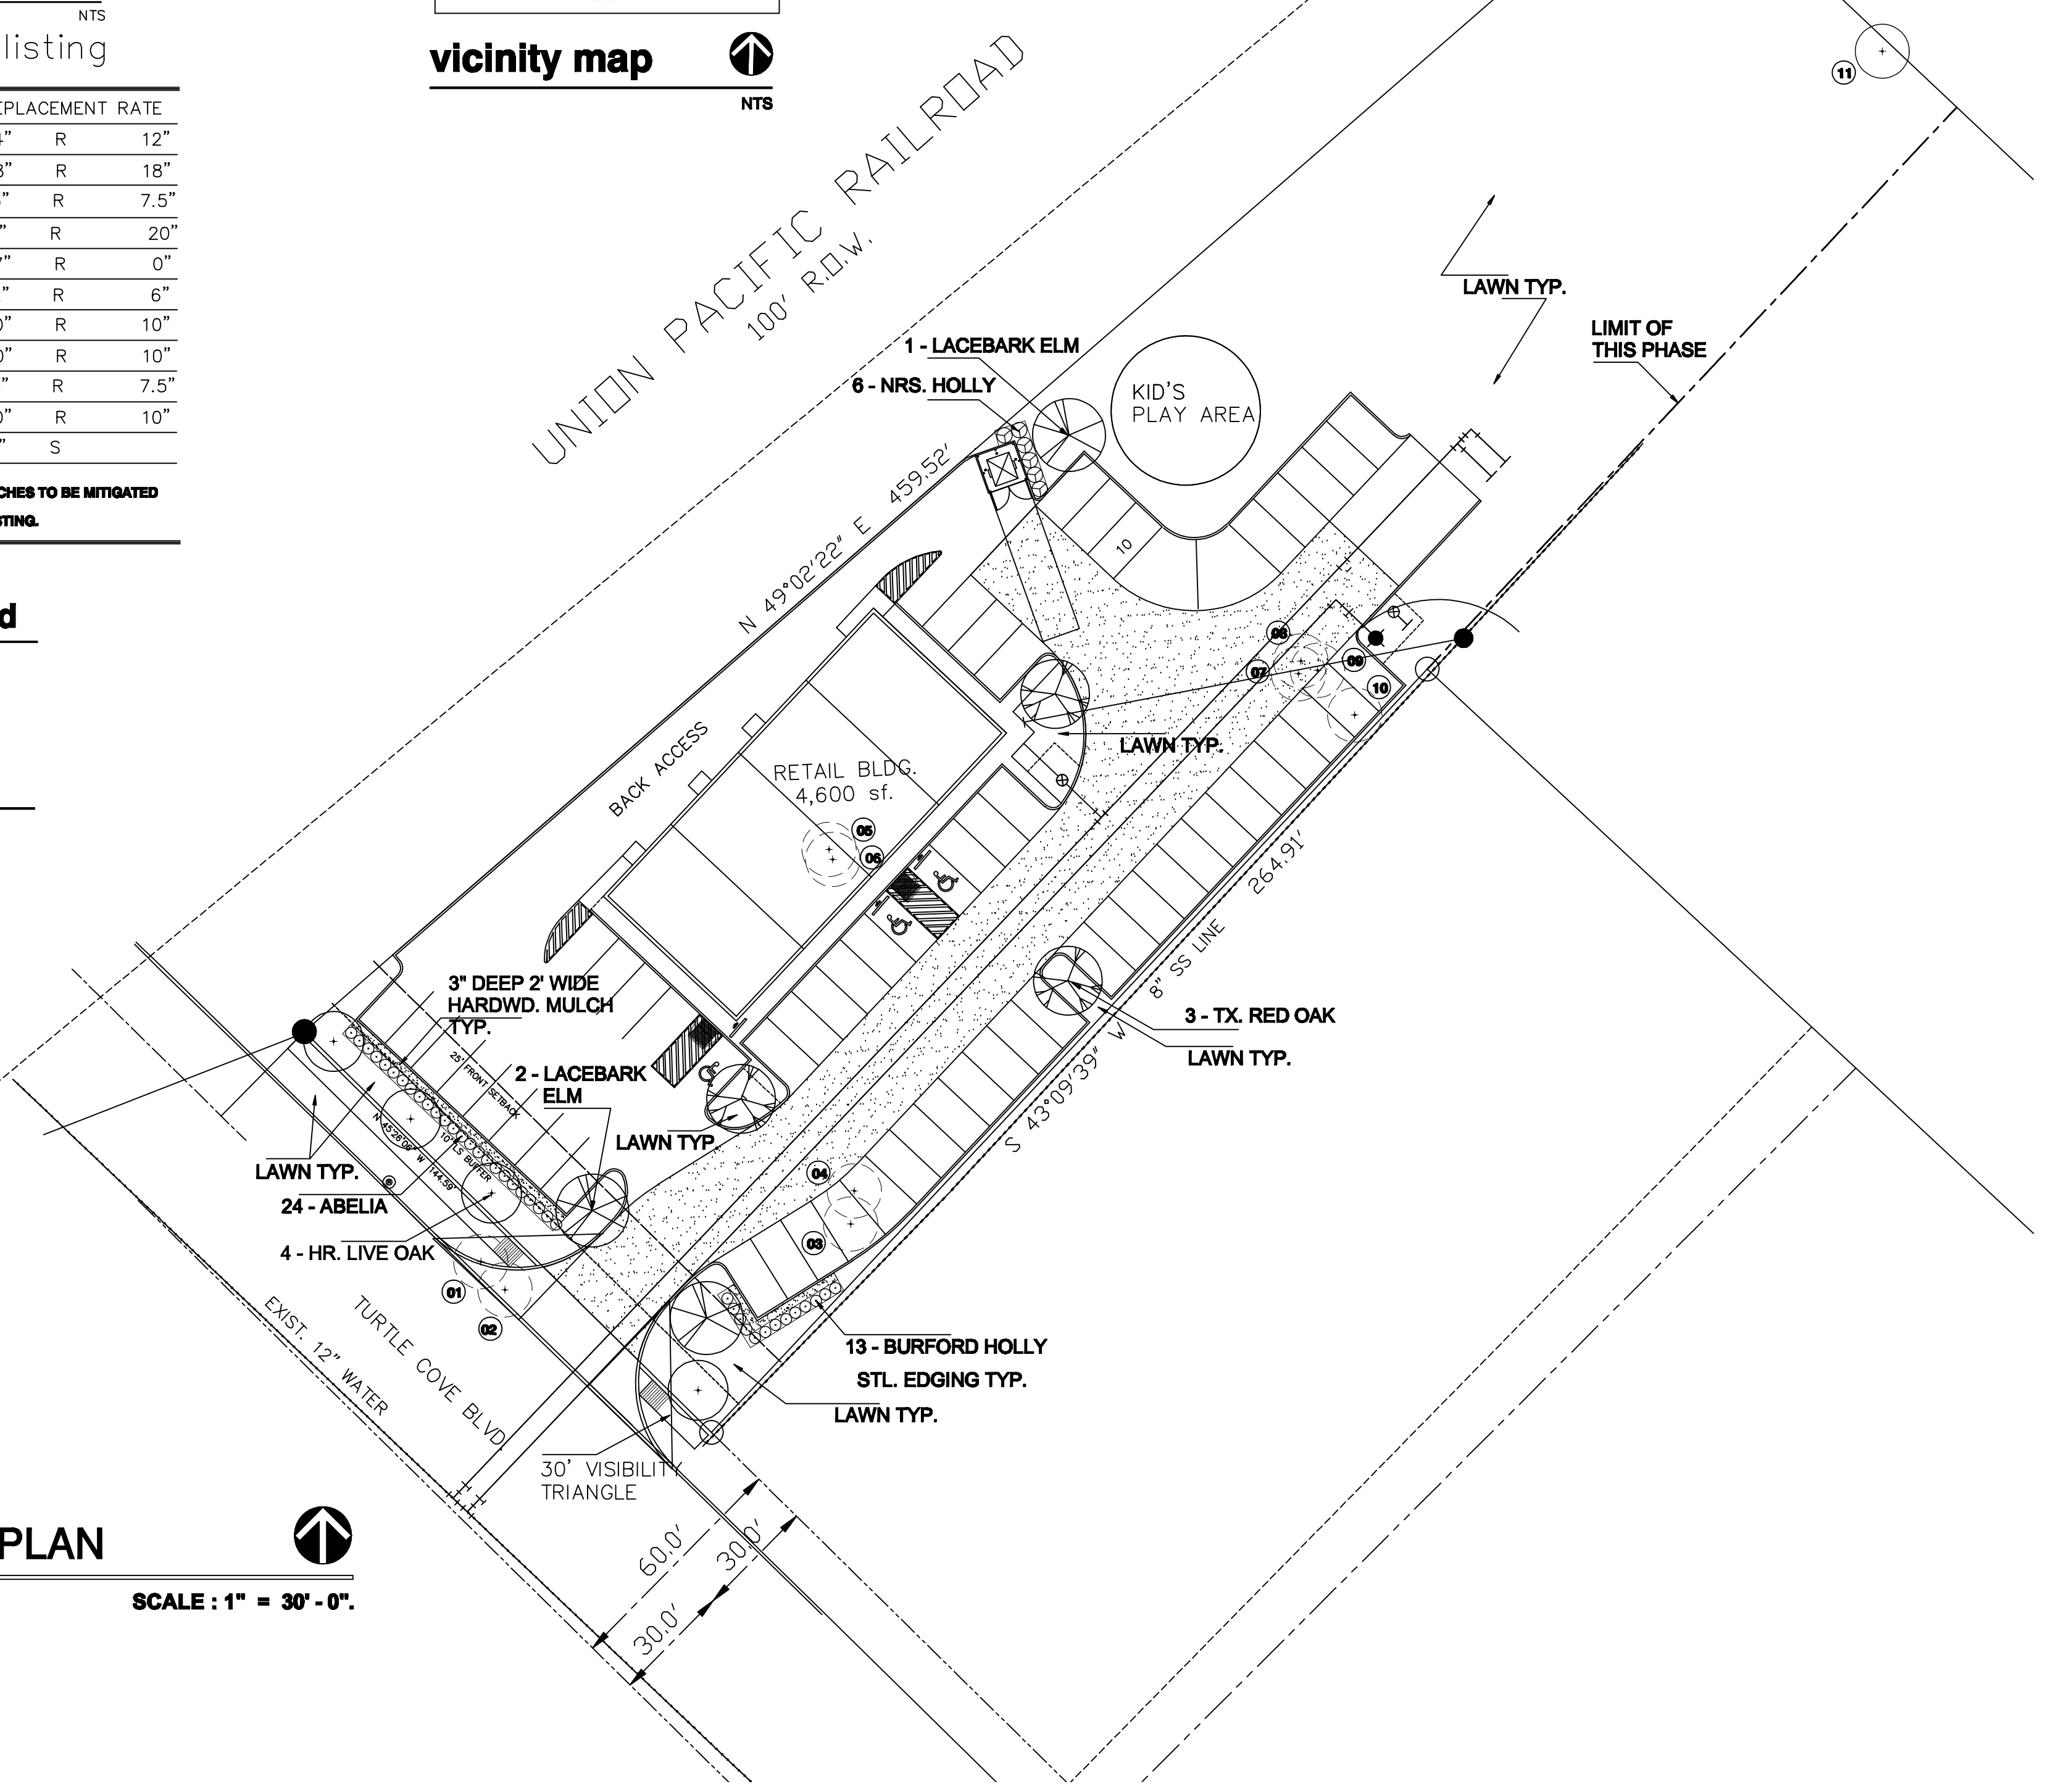 NTS
listing
REPLACEMENT RATE
R 12"
R 18"
R 7.5"
R 20"
R 0"
R 6"
R 10"
R 10"
R 7.5"
R 10"
S
TO BE MITIGATED
vicinity map
NTS
UNION PACIFIC RAILROAD
100' R.O.W.
11
LAWN TYP.
LIMIT OF
THIS PHASE
1 - LACEBARK ELM
6 - NRS. HOLLY
KID'S
PLAY AREA
N 49°02'22" E 459.52'
10
08
07
09
10
LAWN TYP.
BACK ACCESS
RETAIL BLDG.
4,600 sf.
05
06
8" SS LINE
264.91'
S 43°09'39" W
3 - TX. RED OAK
LAWN TYP.
3" DEEP 2' WIDE
HARDWD. MULCH
TYP.
25' FRONT SETBACK
2 - LACEBARK
ELM
LAWN TYP.
N 45°26'06" W 144.59'
10' LS BUFFER
LAWN TYP.
24 - ABELIA
4 - HR. LIVE OAK
04
03
01
02
TURTLE COVE BLVD.
EXIST. 12" WATER
13 - BURFORD HOLLY
STL. EDGING TYP.
LAWN TYP.
30' VISIBILITY
TRIANGLE
60.0'
30.0'
30.0'
PLAN
SCALE : 1" = 30' - 0".